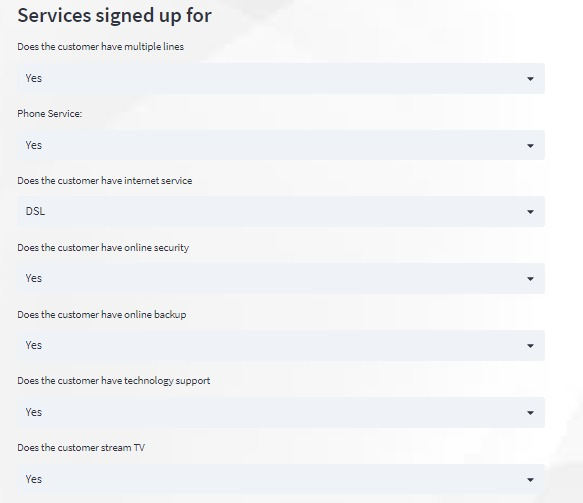 Services signed up for
Does the customer have multiple lines
Yes
Phone Service:
Yes
Does the customer have internet service
DSL
Does the customer have online security
Yes
Does the customer have online backup
Yes
Does the customer have technology support
Yes
Does the customer stream TV
Yes